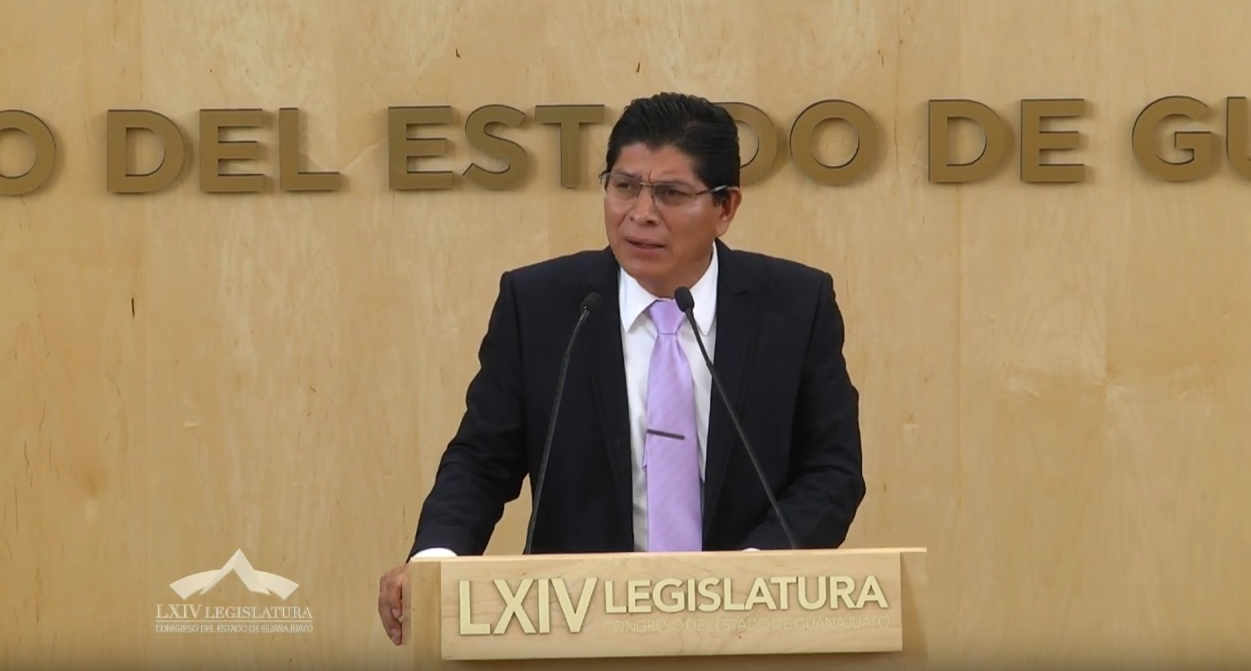 O DEL ESTADO DE GU
LXIV LEGISLATURA
CONGRESO DEL ESTADO DE GUANAJUATO
LXIV LEGISLATURA
CONGRESO DEL ESTADO DE GUANAJUATO